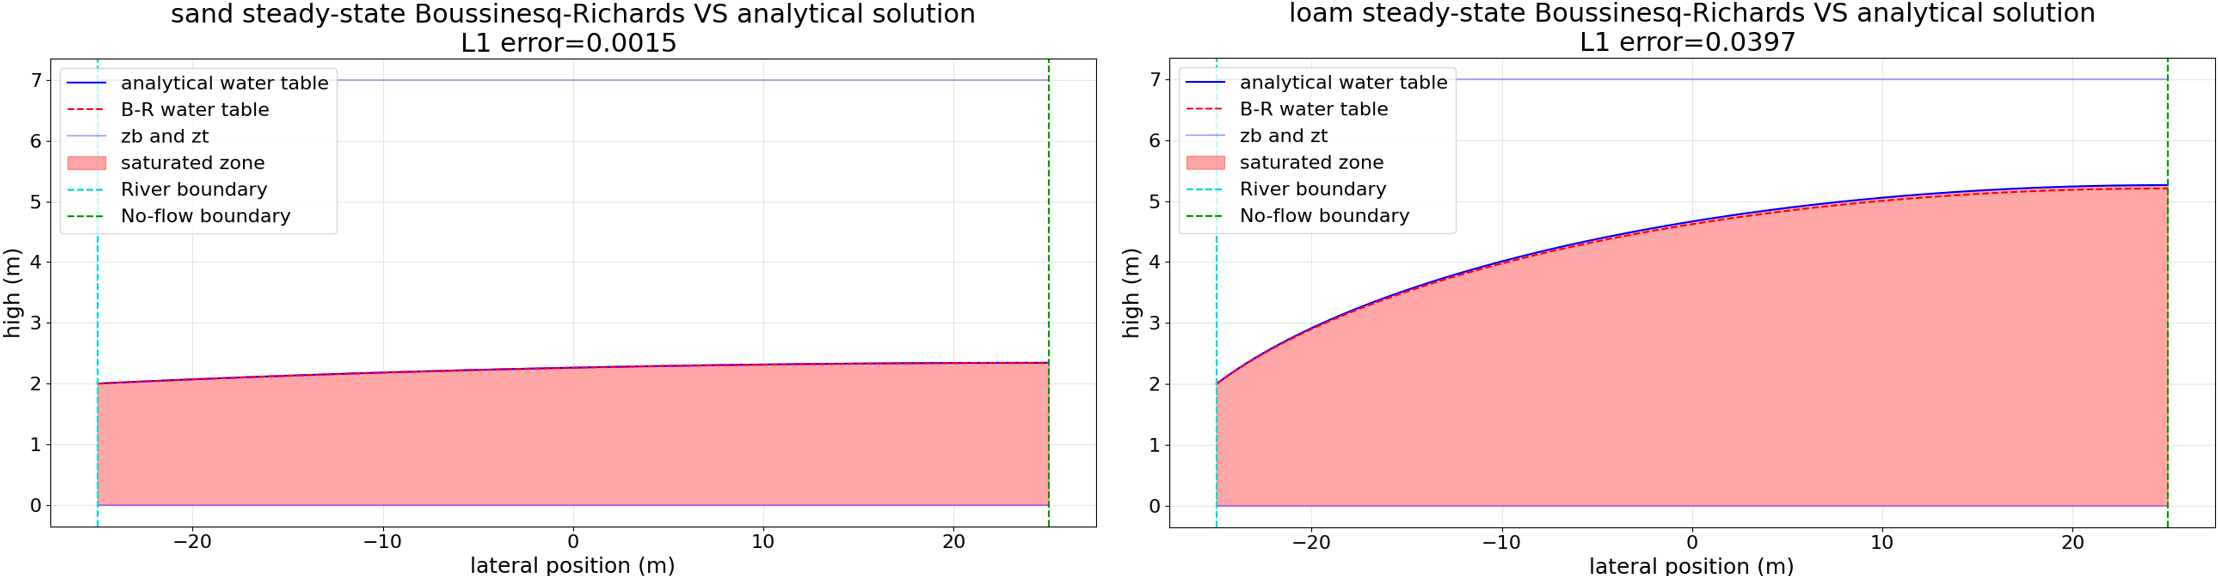 sand steady-state Boussinesq-Richards VS analytical solution
L1 error=0.0015
analytical water table
B-R water table
zb and zt
saturated zone
River boundary
No-flow boundary
high (m)
7
6
5
4
3
2
1
0
−20
−10
0
10
20
lateral position (m)
loam steady-state Boussinesq-Richards VS analytical solution
L1 error=0.0397
analytical water table
B-R water table
zb and zt
saturated zone
River boundary
No-flow boundary
high (m)
7
6
5
4
3
2
1
0
−20
−10
0
10
20
lateral position (m)